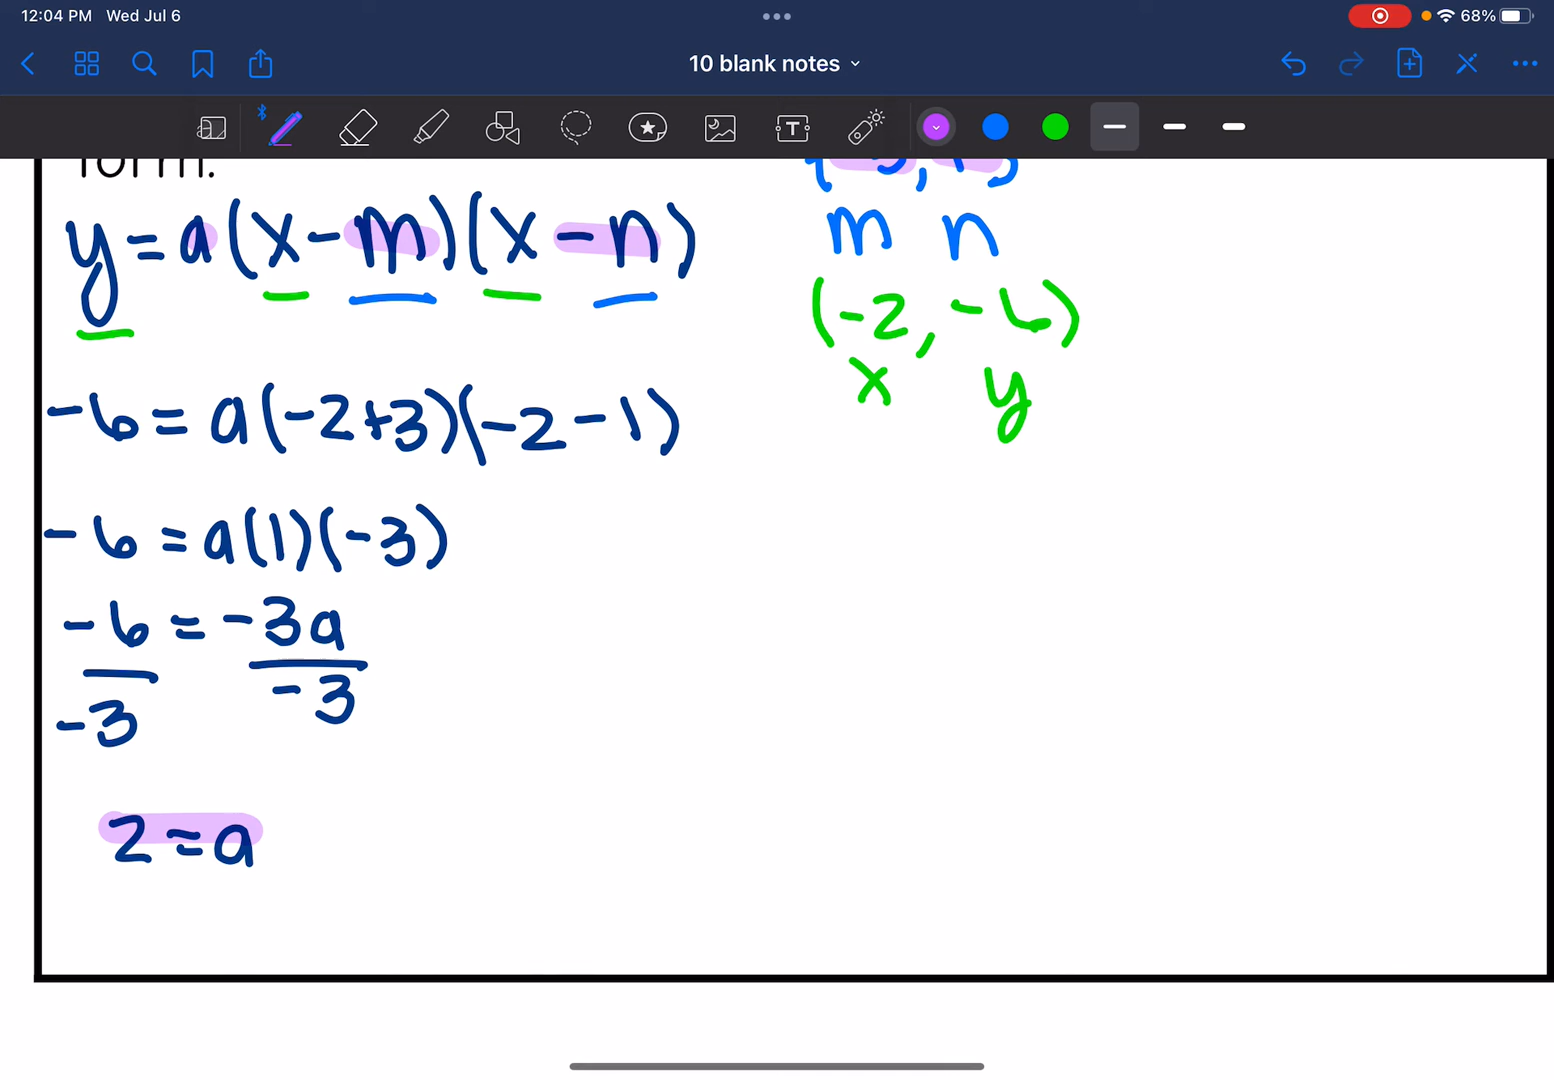 12:04 PM Wed Jul 6
68%
10 blank notes
T
form.
y = a(x - m)(x - n)
m n
(-2, -6)
x y
-6 = a(-2+3)(-2-1)
-6 = a(1)(-3)
-6 = -3a
-3 -3
2 = a